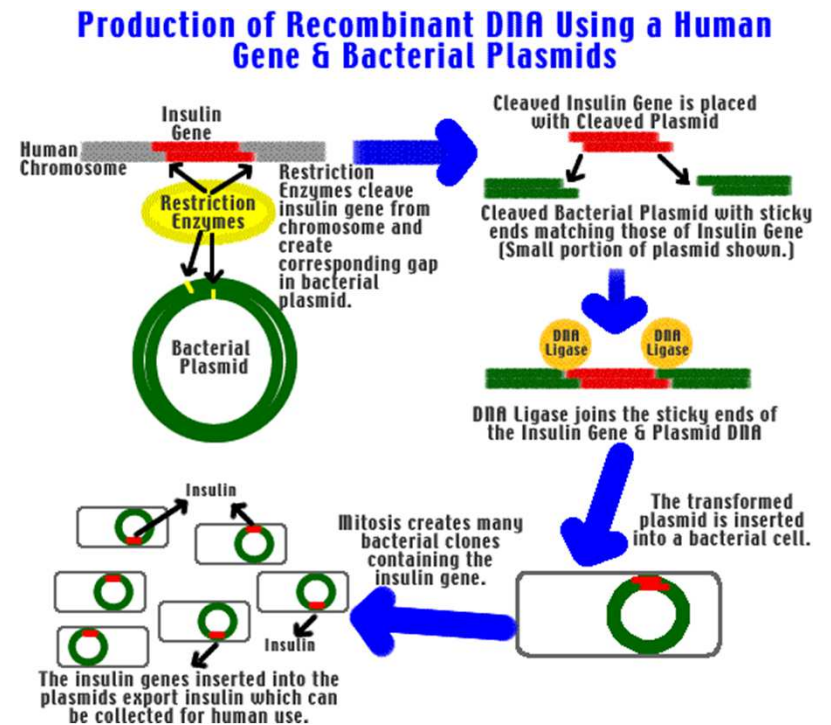 Production of Recombinant DNA Using a Human
Gene & Bacterial Plasmids
Insulin
Gene
Human
Chromosome
Restriction
Enzymes
Restriction
Enzymes cleave
insulin gene from
chromosome and
create
corresponding gap
in bacterial
plasmid.
Bacterial
Plasmid
Cleaved Insulin Gene is placed
with Cleaved Plasmid
Cleaved Bacterial Plasmid with sticky
ends matching those of Insulin Gene
(Small portion of plasmid shown.)
DNA
Ligase
DNA
Ligase
DNA Ligase joins the sticky ends of
the Insulin Gene & Plasmid DNA
The transformed
plasmid is inserted
into a bacterial cell.
Mitosis creates many
bacterial clones
containing the
insulin gene.
Insulin
Insulin
The insulin genes inserted into the
plasmids export insulin which can
be collected for human use.